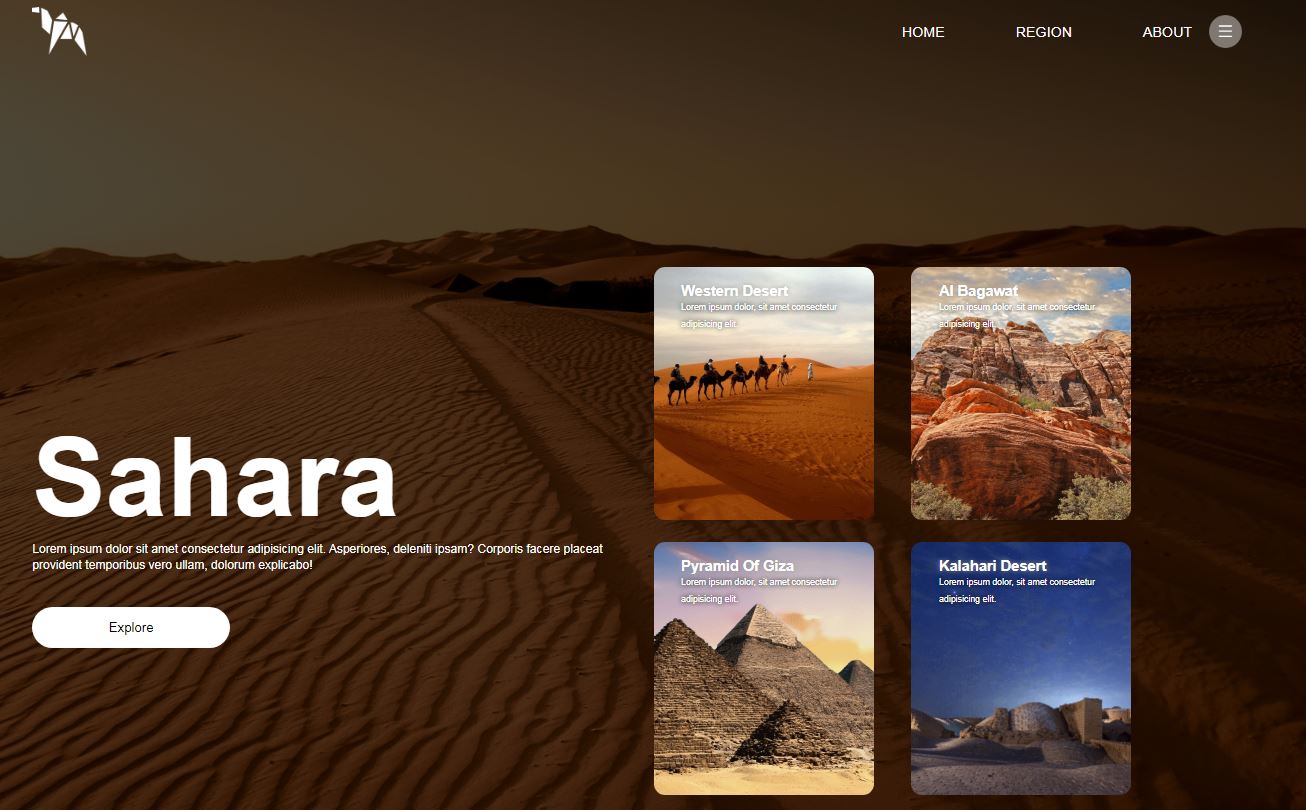 HOME
REGION
ABOUT
Western Desert
Lorem ipsum dolor, sit amet consectetur
adipisicing elit.
Al Bagawat
Lorem ipsum dolor, sit amet consectetur
adipisicing elit.
Sahara
Lorem ipsum dolor sit amet consectetur adipisicing elit. Asperiores, deleniti ipsam? Corporis facere placeat
provident temporibus vero ullam, dolorum explicabo!
Explore
Pyramid Of Giza
Lorem ipsum dolor, sit amet consectetur
adipisicing elit.
Kalahari Desert
Lorem ipsum dolor, sit amet consectetur
adipisicing elit.